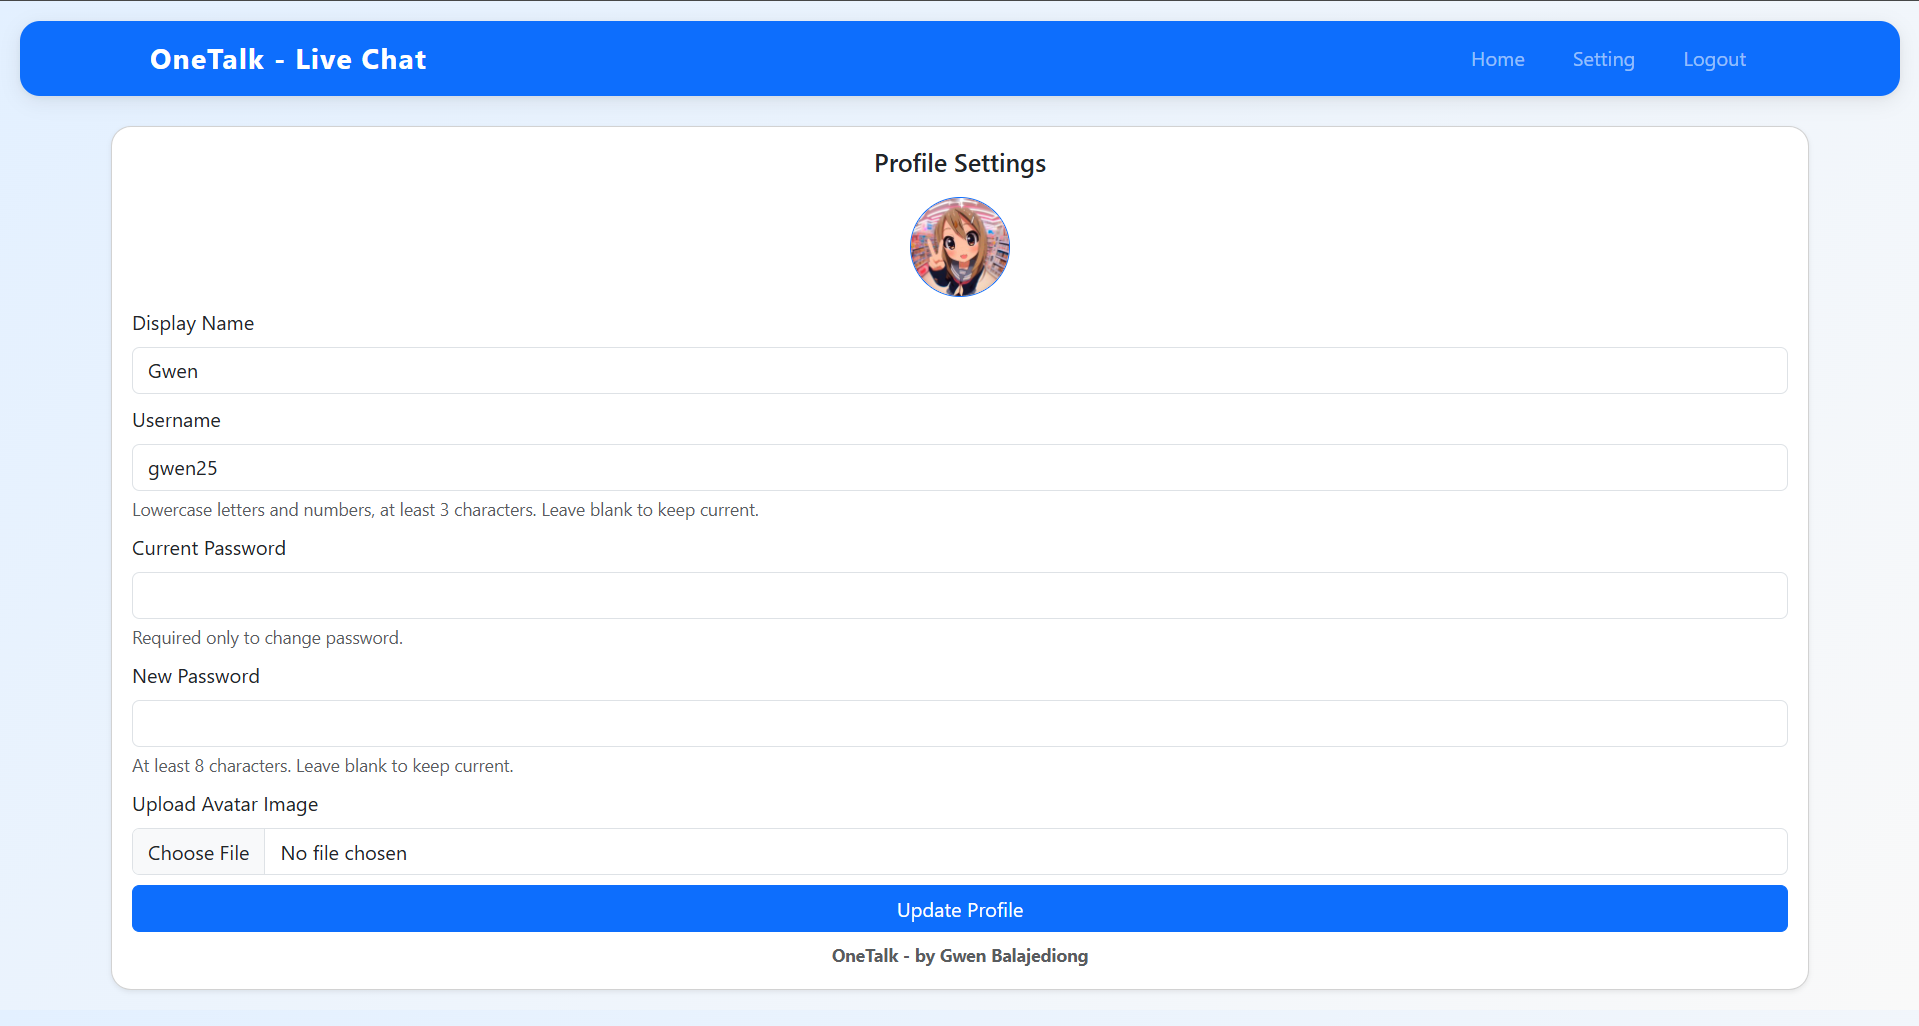 OneTalk - Live Chat
Home Setting Logout
Profile Settings
Display Name
Gwen
Username
gwen25
Lowercase letters and numbers, at least 3 characters. Leave blank to keep current.
Current Password
Required only to change password.
New Password
At least 8 characters. Leave blank to keep current.
Upload Avatar Image
Choose File No file chosen
Update Profile
OneTalk - by Gwen Balajediong